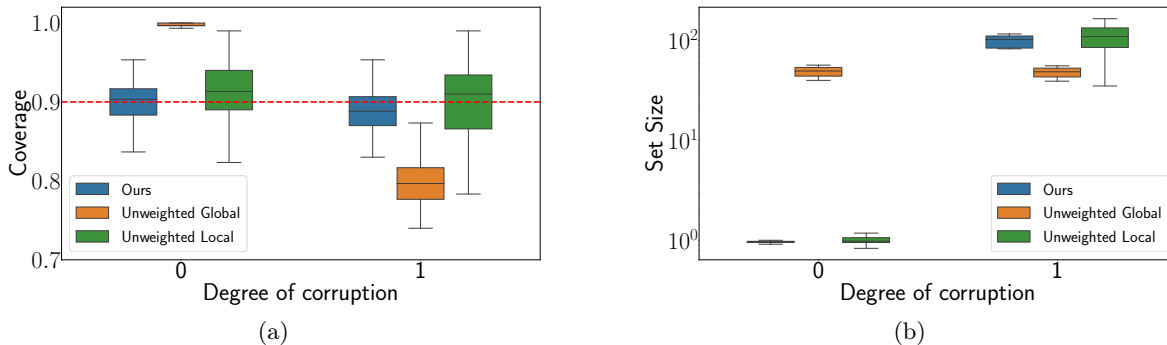 1.0
0.9
0.8
0.7
Coverage
Ours
Unweighted Global
Unweighted Local
0
1
Degree of corruption
(a)
10^2
10^1
10^0
Set Size
Ours
Unweighted Global
Unweighted Local
0
1
Degree of corruption
(b)